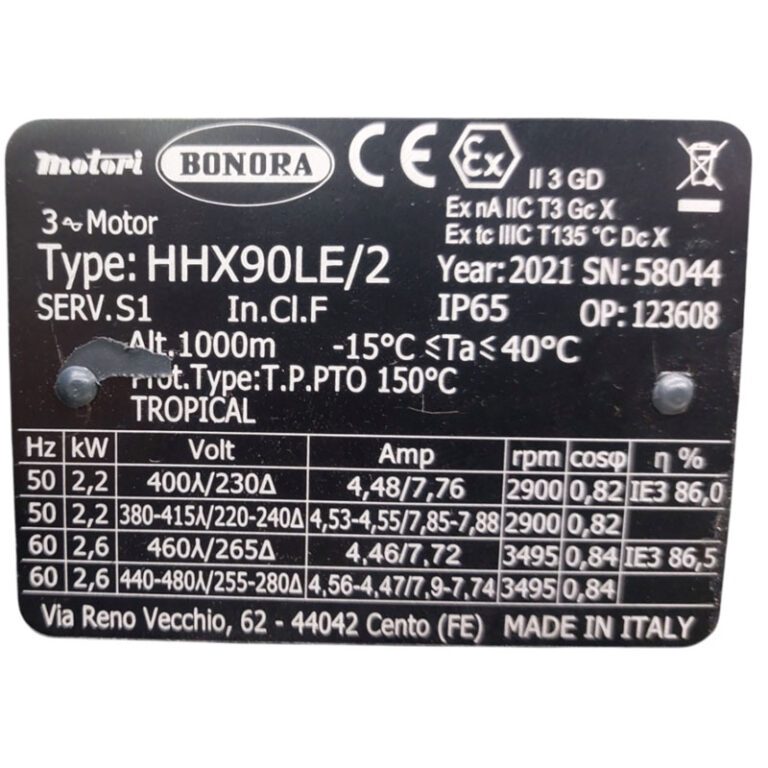 motori BONORA CE Ex II 3 GD
Ex nA IIC T3 Gc X
Ex tc IIIC T135 °C Dc X
3~Motor
Type: HHX90LE/2 Year: 2021 SN: 58044
SERV.S1 In.Cl.F IP65 OP: 123608
Alt.1000m -15°C ≤Ta≤ 40°C
Prot.Type:T.P.PTO 150°C
TROPICAL
Hz kW Volt Amp rpm cosφ η %
50 2,2 400⅄/230Δ 4,48/7,76 2900 0,82 IE3 86,0
50 2,2 380-415⅄/220-240Δ 4,53-4,55/7,85-7,88 2900 0,82
60 2,6 460⅄/265Δ 4,46/7,72 3495 0,84 IE3 86,5
60 2,6 440-480⅄/255-280Δ 4,56-4,47/7,9-7,74 3495 0,84
Via Reno Vecchio, 62 - 44042 Cento (FE) MADE IN ITALY